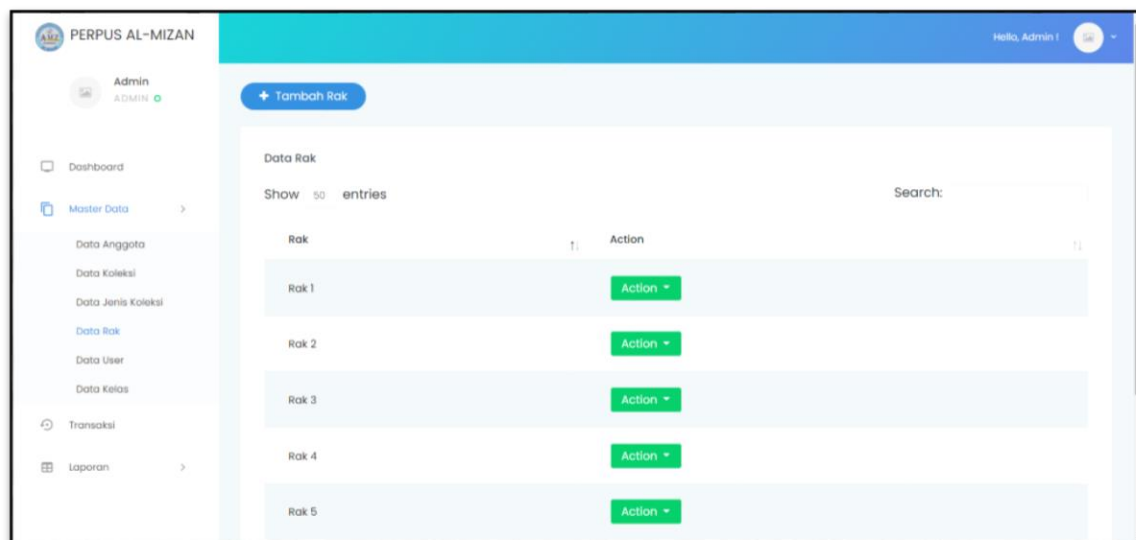 PERPUS AL-MIZAN
Hello, Admin !
Admin
ADMIN
+ Tambah Rak
Dashboard
Master Data
Data Anggota
Data Koleksi
Data Jenis Koleksi
Data Rak
Data User
Data Kelas
Transaksi
Laporan
Data Rak
Show 50 entries
Search:
Rak Action
Rak 1 Action
Rak 2 Action
Rak 3 Action
Rak 4 Action
Rak 5 Action